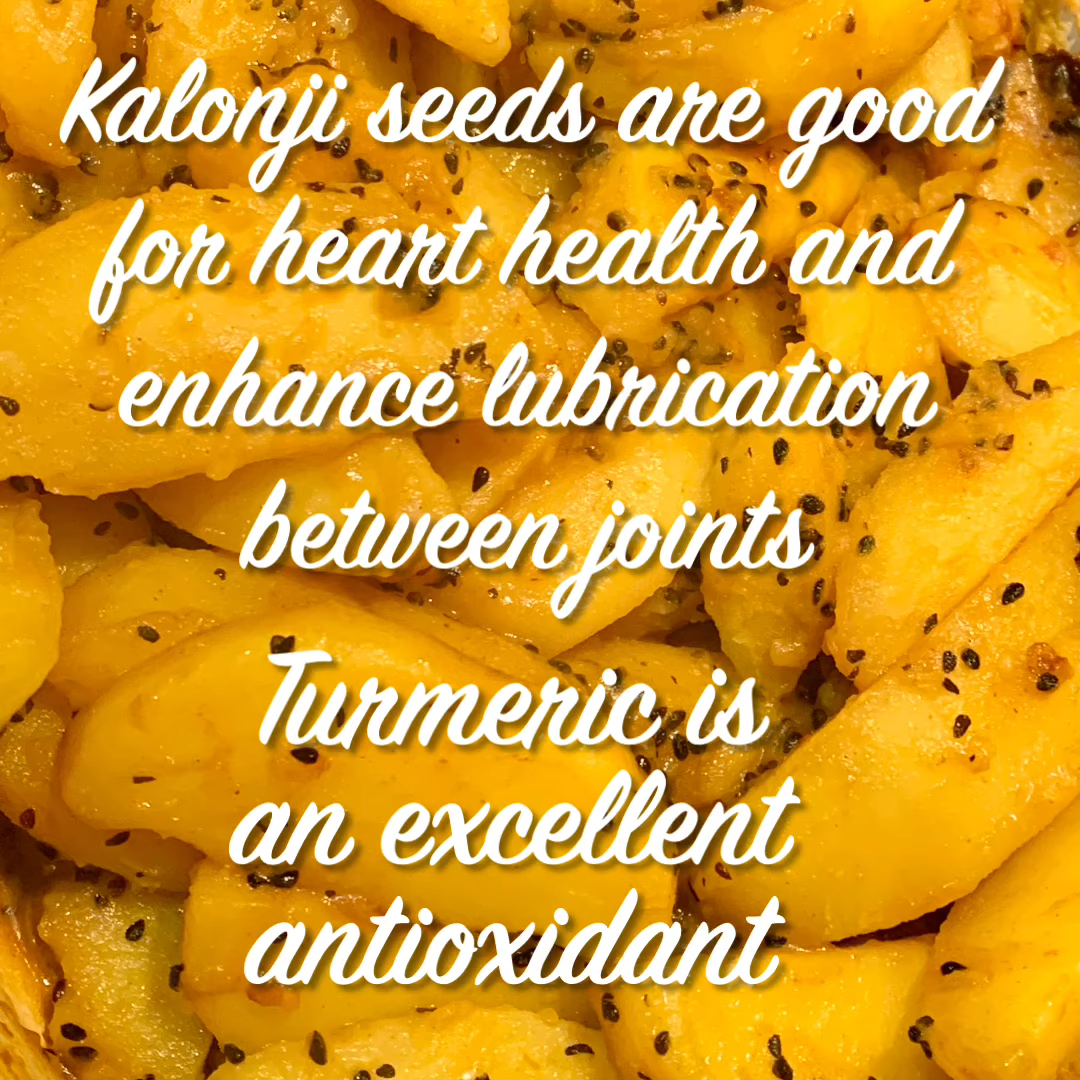 Kalonji seeds are good
for heart health and
enhance lubrication
between joints
Turmeric is
an excellent
antioxidant